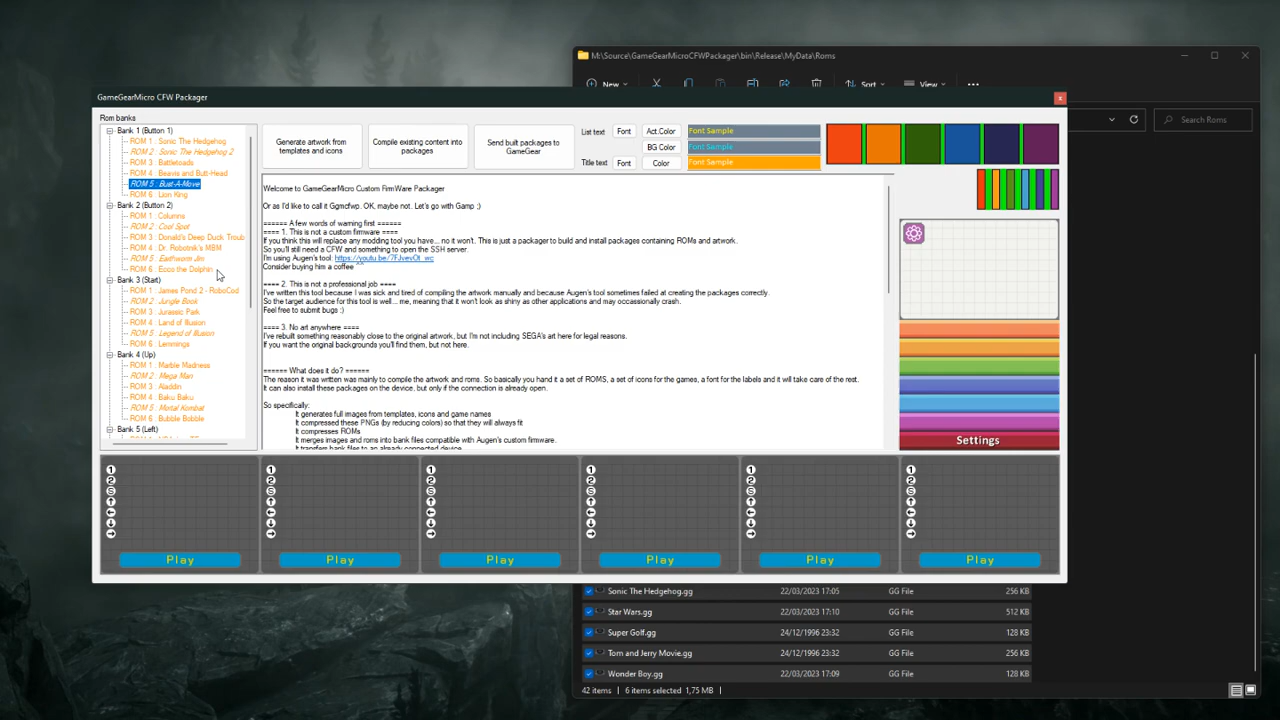 M:\Source\GameGearMicroCFWPackager\bin\Release\MyData\Roms
New
Sort
View
Search Roms
GameGearMicro CFW Packager
Rom banks
Bank 1 (Button 1)
ROM 1 : Sonic The Hedgehog
ROM 2 : Sonic The Hedgehog 2
ROM 3 : Battletoads
ROM 4 : Beavis and Butt-Head
ROM 5 : Bust-A-Move
ROM 6 : Lion King
Bank 2 (Button 2)
ROM 1 : Columns
ROM 2 : Cool Spot
ROM 3 : Donald's Deep Duck Troub
ROM 4 : Dr. Robotnik's MBM
ROM 5 : Earthworm Jim
ROM 6 : Ecco the Dolphin
Bank 3 (Start)
ROM 1 : James Pond 2 - RoboCod
ROM 2 : Jungle Book
ROM 3 : Jurassic Park
ROM 4 : Land of Illusion
ROM 5 : Legend of Illusion
ROM 6 : Lemmings
Bank 4 (Up)
ROM 1 : Marble Madness
ROM 2 : Mega Man
ROM 3 : Aladdin
ROM 4 : Baku Baku
ROM 5 : Mortal Kombat
ROM 6 : Bubble Bobble
Bank 5 (Left)
Generate artwork from
templates and icons
Compile existing content into
packages
Send built packages to
GameGear
List text
Font
Act.Color
Font Sample
BG Color
Font Sample
Title text
Font
Color
Font Sample
Welcome to GameGearMicro Custom FirmWare Packager
Or as I'd like to call it Ggmcfwp. OK, maybe not. Let's go with Gamp ;)
====== A few words of warning first ======
==== 1. This is not a custom firmware ====
If you think this will replace any modding tool you have... no it won't. This is just a packager to build and install packages containing ROMs and artwork.
So you'll still need a CFW and something to open the SSH server.
I'm using Augen's tool: https://youtu.be/7FJvevOt_wc
Consider buying him a coffee ^^
==== 2. This is not a professional job ====
I've written this tool because I was sick and tired of compiling the artwork manually and because Augen's tool sometimes failed at creating the packages correctly.
So the target audience for this tool is well... me, meaning that it won't look as shiny as other applications and may occassionally crash.
Feel free to submit bugs :)
==== 3. No art anywhere ====
I've rebuilt something reasonably close to the original artwork, but I'm not including SEGA's art here for legal reasons.
If you want the original backgrounds you'll find them, but not here.
====== What does it do? ======
The reason it was written was mainly to compile the artwork and roms. So basically you hand it a set of ROMS, a set of icons for the games, a font for the labels and it will take care of the rest.
It can also install these packages on the device, but only if the connection is already open.
So specifically:
It generates full images from templates, icons and game names
It compressed these PNGs (by reducing colors) so that they will always fit
It compresses ROMs
It merges images and roms into bank files compatible with Augen's custom firmware.
It transfers bank files to an already connected device
Settings
1 2 S
1 2 S
1 2 S
1 2 S
1 2 S
1 2 S
Play
Play
Play
Play
Play
Play
Sonic The Hedgehog.gg 22/03/2023 17:05 GG File 256 KB
Star Wars.gg 22/03/2023 17:10 GG File 512 KB
Super Golf.gg 24/12/1996 23:32 GG File 128 KB
Tom and Jerry Movie.gg 24/12/1996 23:32 GG File 256 KB
Wonder Boy.gg 22/03/2023 17:09 GG File 128 KB
42 items 6 items selected 1,75 MB